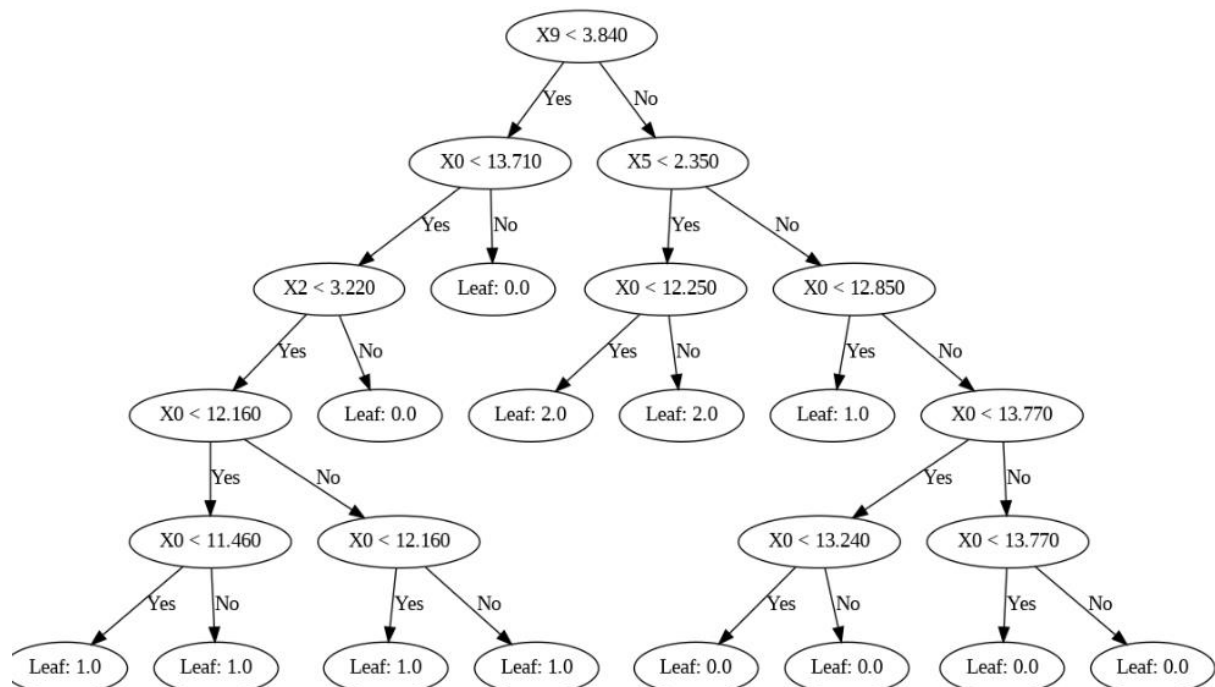 X9 < 3.840
Yes No
X0 < 13.710 X5 < 2.350
Yes No Yes No
X2 < 3.220 Leaf: 0.0 X0 < 12.250 X0 < 12.850
Yes No Yes No Yes No
X0 < 12.160 Leaf: 0.0 Leaf: 2.0 Leaf: 2.0 Leaf: 1.0 X0 < 13.770
Yes No Yes No
X0 < 11.460 X0 < 12.160 X0 < 13.240 X0 < 13.770
Yes No Yes No Yes No Yes No
Leaf: 1.0 Leaf: 1.0 Leaf: 1.0 Leaf: 1.0 Leaf: 0.0 Leaf: 0.0 Leaf: 0.0 Leaf: 0.0